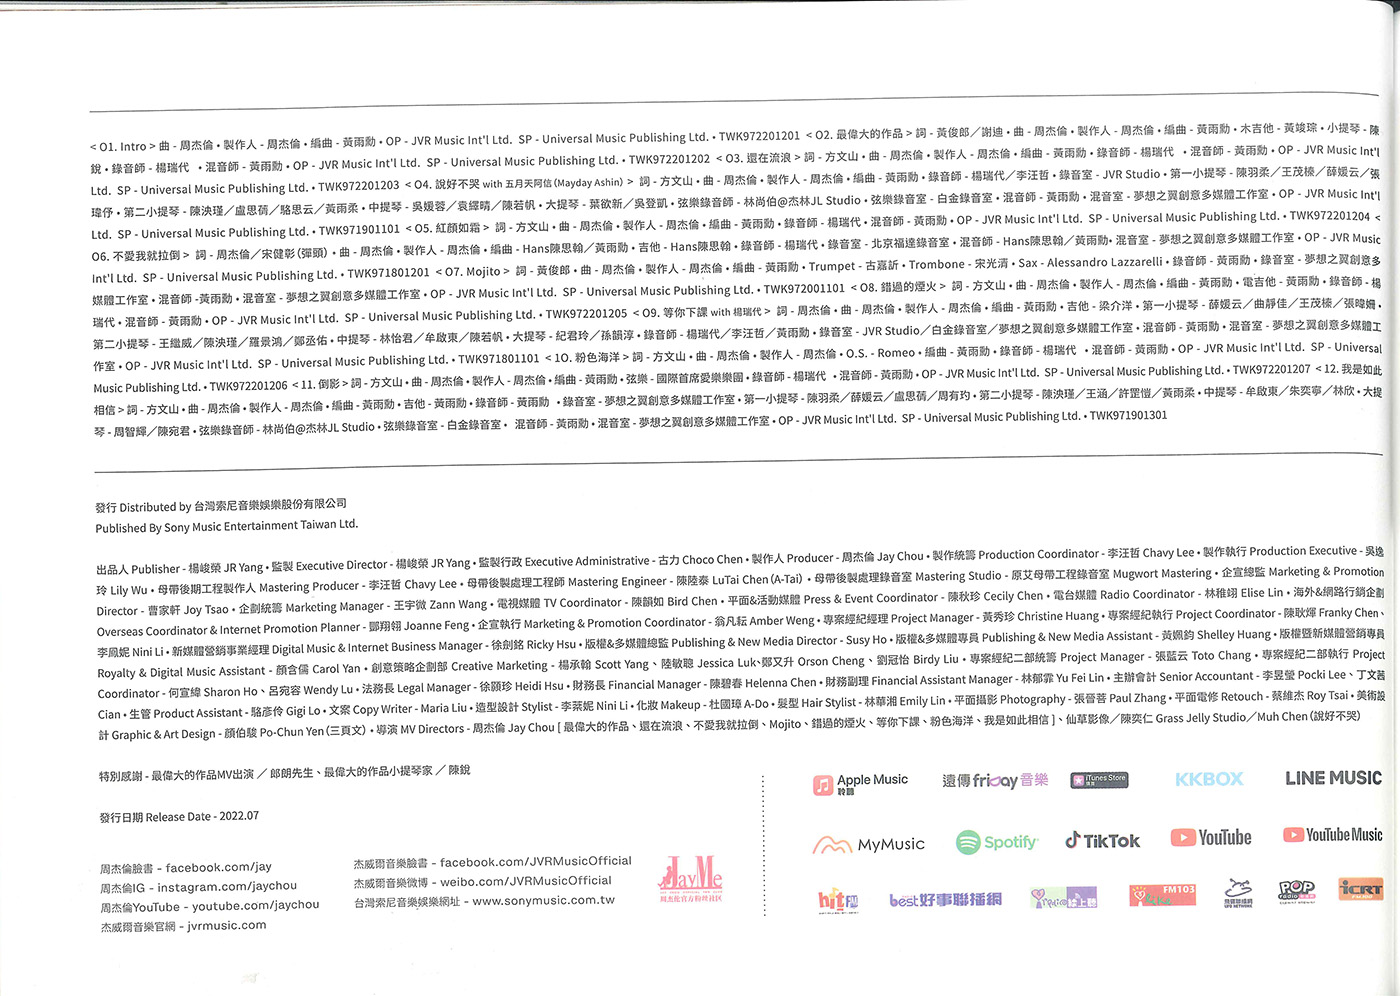 < 01. Intro > 曲 - 周杰倫 • 製作人 - 周杰倫 • 編曲 - 黃雨勳 • OP - JVR Music Int'l Ltd.  SP - Universal Music Publishing Ltd. • TWK972201201 < 02. 最偉大的作品 > 詞 - 黃俊郎／謝迪 • 曲 - 周杰倫 • 製作人 - 周杰倫 • 編曲 - 黃雨勳 • 木吉他 - 黃竣琮 • 小提琴 - 陳
銳 • 錄音師 - 楊瑞代 • 混音師 - 黃雨勳 • OP - JVR Music Int'l Ltd.  SP - Universal Music Publishing Ltd. • TWK972201202 < 03. 還在流浪 > 詞 - 方文山 • 曲 - 周杰倫 • 製作人 - 周杰倫 • 編曲 - 黃雨勳 • 錄音師 - 楊瑞代 • 混音師 - 黃雨勳 • OP - JVR Music Int'l
Ltd.  SP - Universal Music Publishing Ltd. • TWK972201203 < 04. 說好不哭 with 五月天阿信 (Mayday Ashin) > 詞 - 方文山 • 曲 - 周杰倫 • 製作人 - 周杰倫 • 編曲 - 黃雨勳 • 錄音師 - 楊瑞代／李汪哲 • 錄音室 - JVR Studio • 第一小提琴 - 陳羽柔／王茂榛／薛媛云／張
瑋伃 • 第二小提琴 - 陳泱瑾／盧思蒨／駱思云／黃雨柔 • 中提琴 - 吳媛蓉／袁繹晴／陳若帆 • 大提琴 - 葉欲新／吳登凱 • 弦樂錄音師 - 林尚伯@杰林JL Studio • 弦樂錄音室 - 白金錄音室 • 混音師 - 黃雨勳 • 混音室 - 夢想之翼創意多媒體工作室 • OP - JVR Music Int'l
Ltd.  SP - Universal Music Publishing Ltd. • TWK971901101 < 05. 紅顏如霜 > 詞 - 方文山 • 曲 - 周杰倫 • 製作人 - 周杰倫 • 編曲 - 黃雨勳 • 錄音師 - 楊瑞代 • 混音師 - 黃雨勳 • OP - JVR Music Int'l Ltd.  SP - Universal Music Publishing Ltd. • TWK972201204 <
06. 不愛我就拉倒 > 詞 - 周杰倫／宋健彰(彈頭) • 曲 - 周杰倫 • 製作人 - 周杰倫 • 編曲 - Hans陳思翰／黃雨勳 • 吉他 - Hans陳思翰 • 錄音師 - 楊瑞代 • 錄音室 - 北京福達錄音室 • 混音師 - Hans陳思翰／黃雨勳 • 混音室 - 夢想之翼創意多媒體工作室 • OP - JVR Music
Int'l Ltd.  SP - Universal Music Publishing Ltd. • TWK971801201 < 07. Mojito > 詞 - 黃俊郎 • 曲 - 周杰倫 • 製作人 - 周杰倫 • 編曲 - 黃雨勳 • Trumpet - 古嘉訢 • Trombone - 宋光清 • Sax - Alessandro Lazzarelli • 錄音師 - 黃雨勳 • 錄音室 - 夢想之翼創意多
媒體工作室 • 混音師 -黃雨勳 • 混音室 - 夢想之翼創意多媒體工作室 • OP - JVR Music Int'l Ltd.  SP - Universal Music Publishing Ltd. • TWK972001101 < 08. 錯過的煙火 > 詞 - 方文山 • 曲 - 周杰倫 • 製作人 - 周杰倫 • 編曲 - 黃雨勳 • 電吉他 - 黃雨勳 • 錄音師 - 楊
瑞代 • 混音師 - 黃雨勳 • OP - JVR Music Int'l Ltd.  SP - Universal Music Publishing Ltd. • TWK972201205 < 09. 等你下課 with 楊瑞代 > 詞 - 周杰倫 • 曲 - 周杰倫 • 製作人 - 周杰倫 • 編曲 - 黃雨勳 • 吉他 - 梁介洋 • 第一小提琴 - 薛媛云／曲靜佳／王茂榛／張暐姍 •
第二小提琴 - 王繼威／陳泱瑾／羅景鴻／鄭巫佑 • 中提琴 - 林怡君／牟啟東／陳若帆 • 大提琴 - 紀君玲／孫韻淳 • 錄音師 - 楊瑞代／李汪哲／黃雨勳 • 錄音室 - JVR Studio／白金錄音室／夢想之翼創意多媒體工作室 • 混音師 - 黃雨勳 • 混音室 - 夢想之翼創意多媒體工
作室 • OP - JVR Music Int'l Ltd.  SP - Universal Music Publishing Ltd. • TWK971801101 < 10. 粉色海洋 > 詞 - 方文山 • 曲 - 周杰倫 • 製作人 - 周杰倫 • O.S. - Romeo • 編曲 - 黃雨勳 • 錄音師 - 楊瑞代 • 混音師 - 黃雨勳 • OP - JVR Music Int'l Ltd.  SP - Universal
Music Publishing Ltd. • TWK972201206 < 11. 倒影 > 詞 - 方文山 • 曲 - 周杰倫 • 製作人 - 周杰倫 • 編曲 - 黃雨勳 • 弦樂 - 國際首席愛樂樂團 • 錄音師 - 楊瑞代 • 混音師 - 黃雨勳 • OP - JVR Music Int'l Ltd.  SP - Universal Music Publishing Ltd. • TWK972201207 < 12. 我是如此
相信 > 詞 - 方文山 • 曲 - 周杰倫 • 製作人 - 周杰倫 • 編曲 - 黃雨勳 • 吉他 - 黃雨勳 • 錄音師 - 黃雨勳 • 錄音室 - 夢想之翼創意多媒體工作室 • 第一小提琴 - 陳羽柔／薛媛云／盧思蒨／周有均 • 第二小提琴 - 陳泱瑾／王涵／許罡愷／黃雨柔 • 中提琴 - 牟啟東／朱奕寧／林欣 • 大提
琴 - 周智輝／陳宛君 • 弦樂錄音師 - 林尚伯@杰林JL Studio • 弦樂錄音室 - 白金錄音室 • 混音師 - 黃雨勳 • 混音室 - 夢想之翼創意多媒體工作室 • OP - JVR Music Int'l Ltd.  SP - Universal Music Publishing Ltd. • TWK971901301
發行 Distributed by 台灣索尼音樂娛樂股份有限公司
Published By Sony Music Entertainment Taiwan Ltd.
出品人 Publisher - 楊峻榮 JR Yang • 監製 Executive Director - 楊峻榮 JR Yang • 監製行政 Executive Administrative - 古力 Choco Chen • 製作人 Producer - 周杰倫 Jay Chou • 製作統籌 Production Coordinator - 李汪哲 Chavy Lee • 製作執行 Production Executive - 吳逸
玲 Lily Wu • 母帶後期工程製作人 Mastering Producer - 李汪哲 Chavy Lee • 母帶後製處理工程師 Mastering Engineer - 陳陸泰 LuTai Chen (A-Tai) • 母帶後製處理錄音室 Mastering Studio - 原艾母帶工程錄音室 Mugwort Mastering • 企宣總監 Marketing & Promotion
Director - 曹家軒 Joy Tsao • 企劃統籌 Marketing Manager - 王宇微 Zann Wang • 電視媒體 TV Coordinator - 陳韻如 Bird Chen • 平面&活動媒體 Press & Event Coordinator - 陳秋珍 Cecily Chen • 電台媒體 Radio Coordinator - 林稚翊 Elise Lin • 海外&網路行銷企劃
Overseas Coordinator & Internet Promotion Planner - 鄧翔翎 Joanne Feng • 企宣執行 Marketing & Promotion Coordinator - 翁凡耘 Amber Weng • 專案經紀經理 Project Manager - 黃秀珍 Christine Huang • 專案經紀執行 Project Coordinator - 陳耿煇 Franky Chen、
李鳳妮 Nini Li • 新媒體營銷事業經理 Digital Music & Internet Business Manager - 徐劍銘 Ricky Hsu • 版權&多媒體總監 Publishing & New Media Director - Susy Ho • 版權&多媒體專員 Publishing & New Media Assistant - 黃姵鈞 Shelley Huang • 版權暨新媒體營銷專員
Royalty & Digital Music Assistant - 顏含儒 Carol Yan • 創意策略企劃部 Creative Marketing - 楊承翰 Scott Yang、陸敏聰 Jessica Luk、鄭又升 Orson Cheng、劉冠怡 Birdy Liu • 專案經紀二部統籌 Project Manager - 張藍云 Toto Chang • 專案經紀二部執行 Project
Coordinator - 何宣緯 Sharon Ho、呂宛容 Wendy Lu • 法務長 Legal Manager - 徐顥珍 Heidi Hsu • 財務長 Financial Manager - 陳碧春 Helenna Chen • 財務副理 Financial Assistant Manager - 林郁霏 Yu Fei Lin • 主辦會計 Senior Accountant - 李昱瑩 Pocki Lee、丁文茜
Cian • 生管 Product Assistant - 駱彥伶 Gigi Lo • 文案 Copy Writer - Maria Liu • 造型設計 Stylist - 李葇妮 Nini Li • 化妝 Makeup - 杜國璋 A-Do • 髮型 Hair Stylist - 林華湘 Emily Lin • 平面攝影 Photography - 張晉菩 Paul Zhang • 平面電修 Retouch - 蔡維杰 Roy Tsai • 美術設
計 Graphic & Art Design - 顏伯駿 Po-Chun Yen (三頁文) • 導演 MV Directors - 周杰倫 Jay Chou [ 最偉大的作品、還在流浪、不愛我就拉倒、Mojito、錯過的煙火、等你下課、粉色海洋、我是如此相信 ]、仙草影像／陳奕仁 Grass Jelly Studio／Muh Chen (說好不哭)
特別感謝 - 最偉大的作品MV出演 ／ 郎朗先生、最偉大的作品小提琴家 ／ 陳銳
發行日期 Release Date - 2022.07
周杰倫臉書 - facebook.com/jay
周杰倫IG - instagram.com/jaychou
周杰倫YouTube - youtube.com/jaychou
杰威爾音樂官網 - jvrmusic.com
杰威爾音樂臉書 - facebook.com/JVRMusicOfficial
杰威爾音樂微博 - weibo.com/JVRMusicOfficial
台灣索尼音樂娛樂網址 - www.sonymusic.com.tw
JayMe
周杰伦官方粉丝社区
Apple Music 聆聽
遠傳friDay音樂
iTunes Store
KKBOX
LINE MUSIC
MyMusic
Spotify
TikTok
YouTube
YouTube Music
hit FM
best 好事聯播網
FM103
飛碟聯播網
UFO NETWORK
POP radio
ICRT